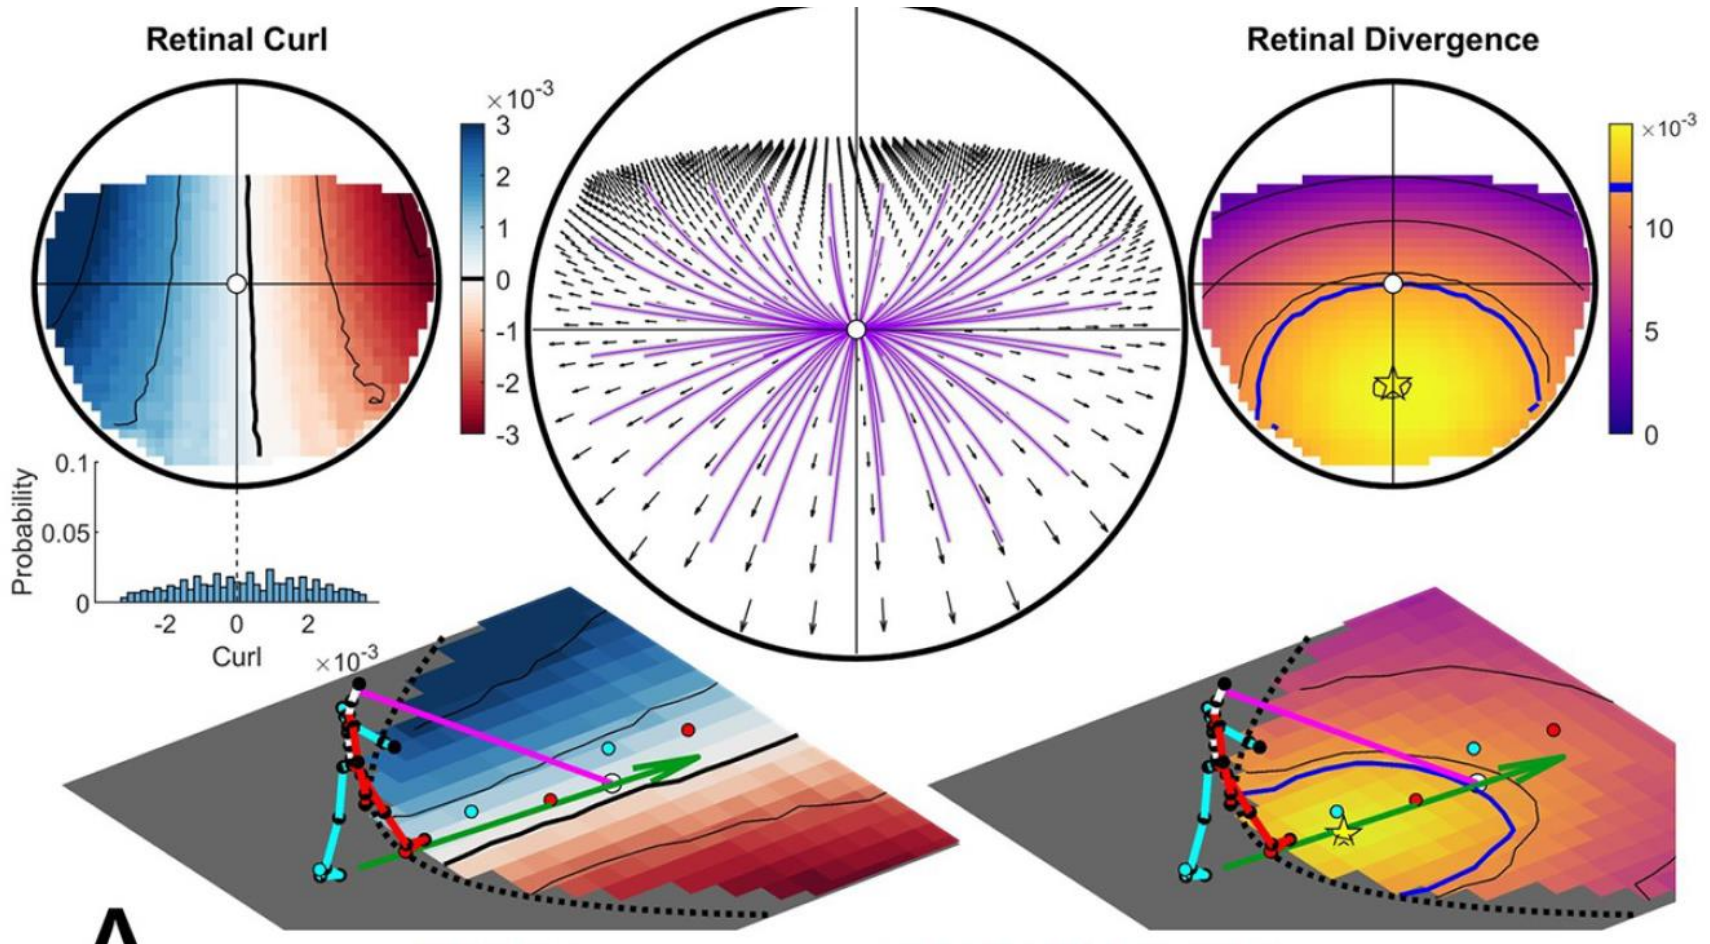 Retinal Curl
×10-3
3
2
1
0
-1
-2
-3
Retinal Divergence
×10-3
10
5
0
Probability
0.1
0.05
0
-2 0 2
Curl
×10-3
A